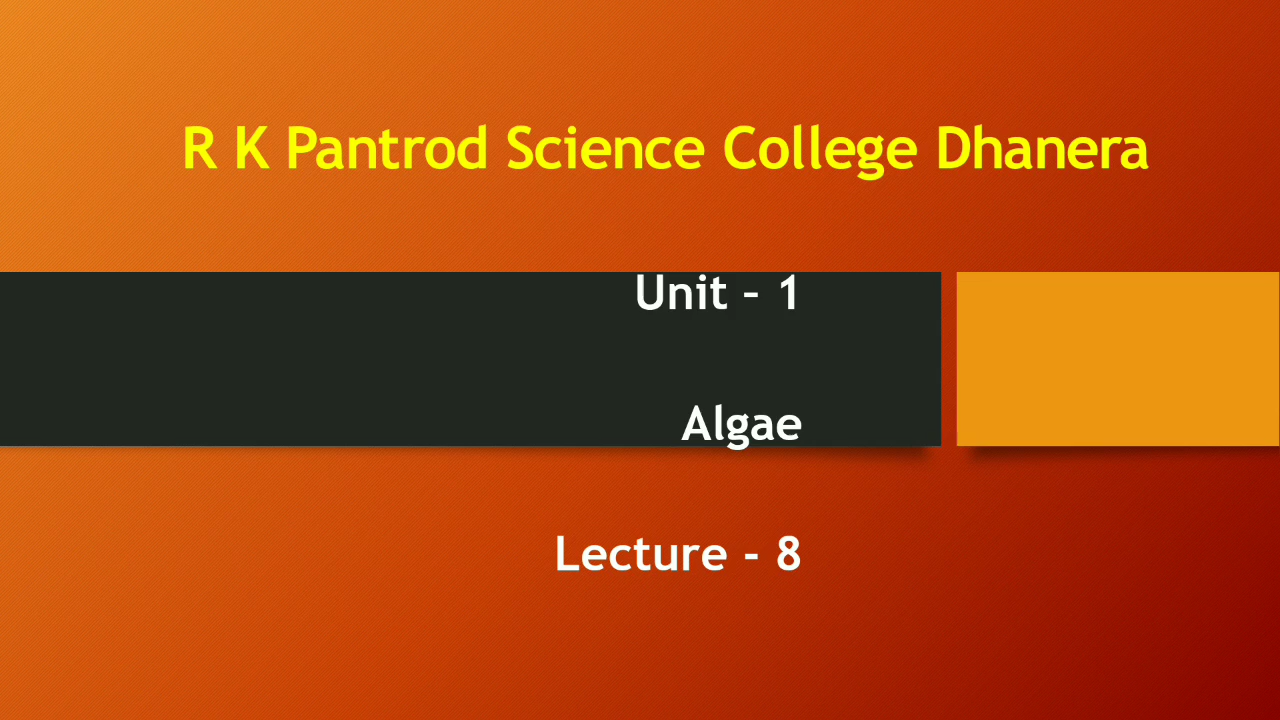 R K Pantrod Science College Dhanera
Unit – 1
Algae
Lecture - 8